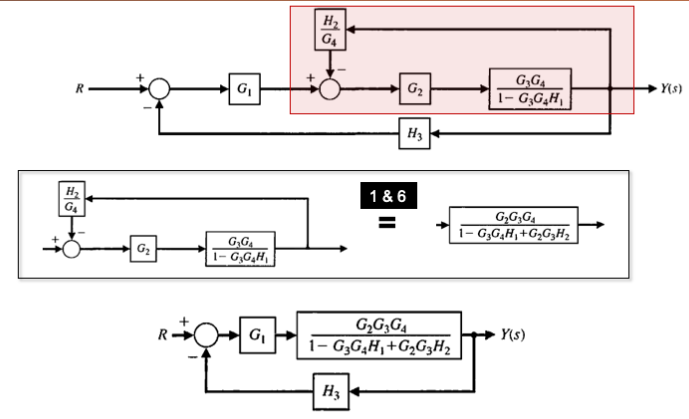 H₂
G₄
R + − G₁ + − G₂ G₃G₄ Y(s)
1− G₃G₄H₁
H₃
H₂
G₄
1 & 6
=
+ − G₂ G₃G₄
1− G₃G₄H₁
G₂G₃G₄
1− G₃G₄H₁+G₂G₃H₂
R + − G₁ G₂G₃G₄ Y(s)
1− G₃G₄H₁+G₂G₃H₂
H₃